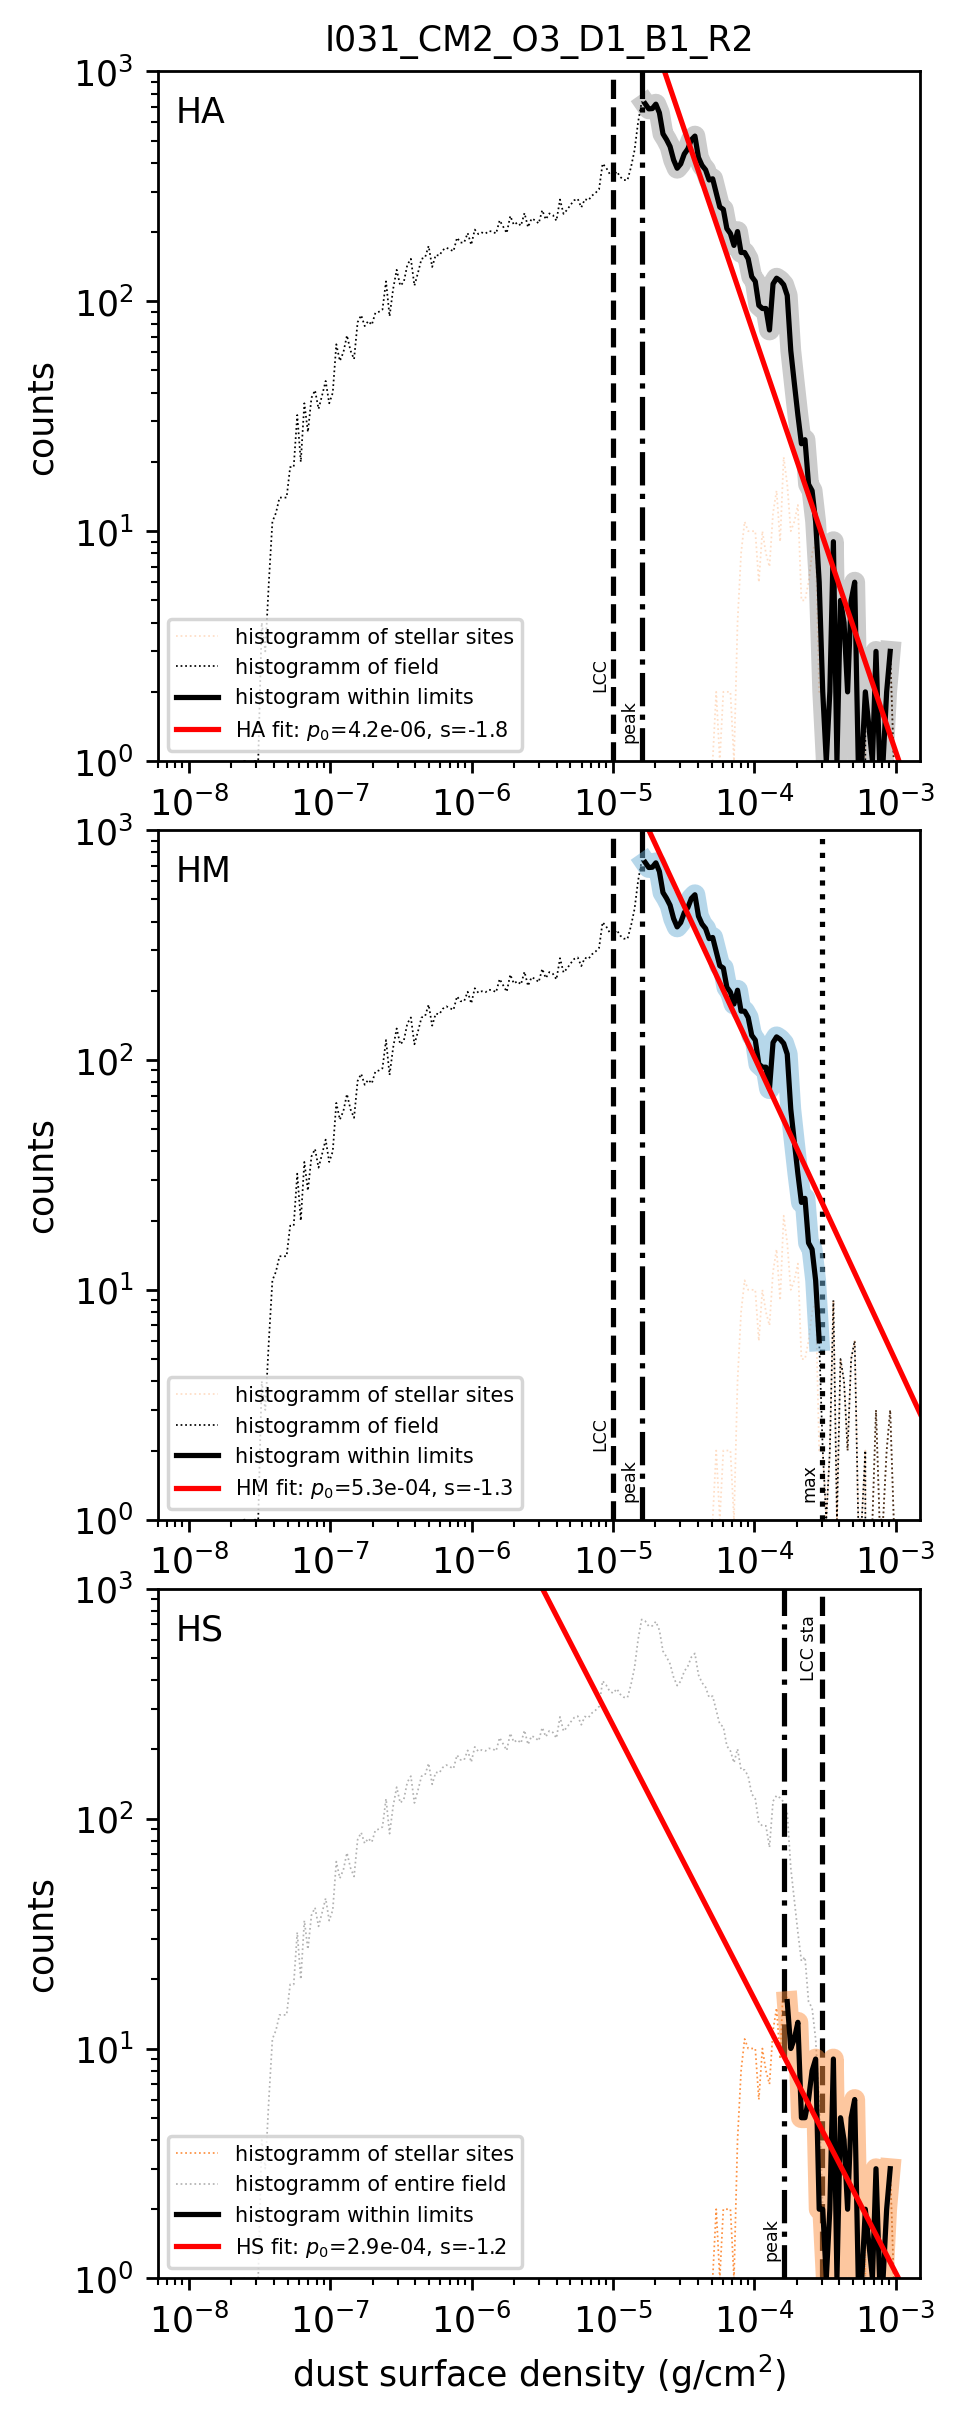 I031_CM2_O3_D1_B1_R2
10³
HA
10²
counts
10¹
histogramm of stellar sites
histogramm of field
histogram within limits
HA fit: p₀=4.2e-06, s=-1.8
LCC
peak
10⁰
10⁻⁸ 10⁻⁷ 10⁻⁶ 10⁻⁵ 10⁻⁴ 10⁻³
10³
HM
10²
counts
10¹
histogramm of stellar sites
histogramm of field
histogram within limits
HM fit: p₀=5.3e-04, s=-1.3
LCC
peak
max
10⁰
10⁻⁸ 10⁻⁷ 10⁻⁶ 10⁻⁵ 10⁻⁴ 10⁻³
10³
HS
LCC sta
10²
counts
10¹
histogramm of stellar sites
histogramm of entire field
histogram within limits
HS fit: p₀=2.9e-04, s=-1.2
peak
10⁰
10⁻⁸ 10⁻⁷ 10⁻⁶ 10⁻⁵ 10⁻⁴ 10⁻³
dust surface density (g/cm²)